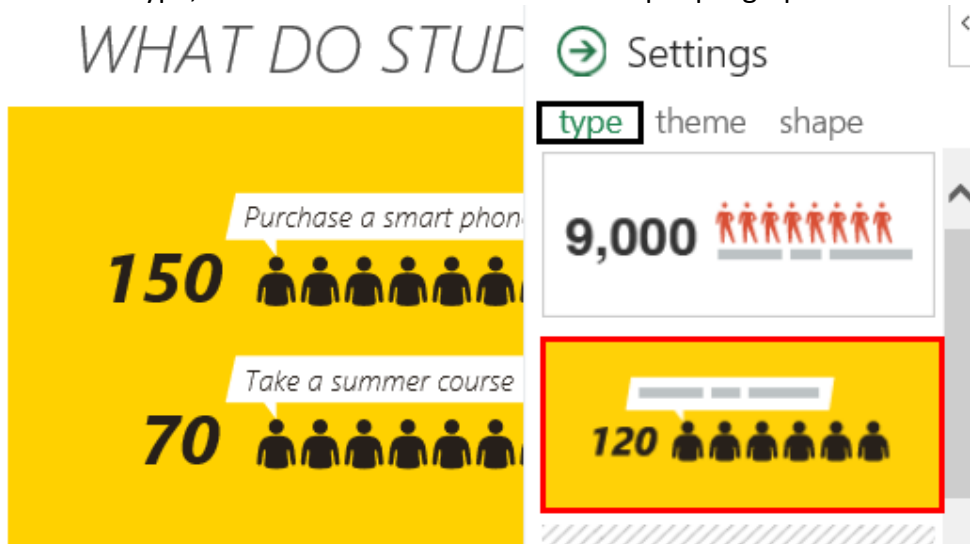 WHAT DO STUD
Purchase a smart phon
150
Take a summer course
70
Settings
type theme shape
9,000
120